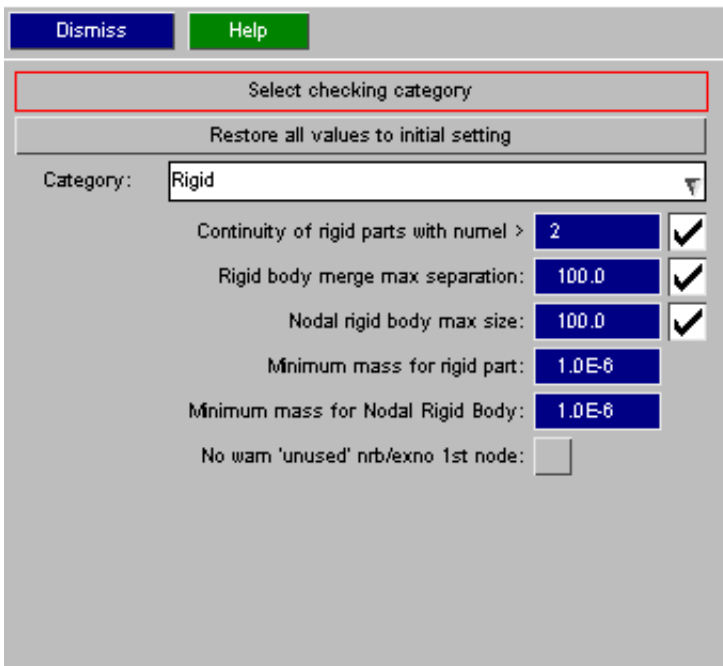 Dismiss Help
Select checking category
Restore all values to initial setting
Category: Rigid
Continuity of rigid parts with numel > 2
Rigid body merge max separation: 100.0
Nodal rigid body max size: 100.0
Minimum mass for rigid part: 1.0E-6
Minimum mass for Nodal Rigid Body: 1.0E-6
No warn 'unused' nrb/exno 1st node: